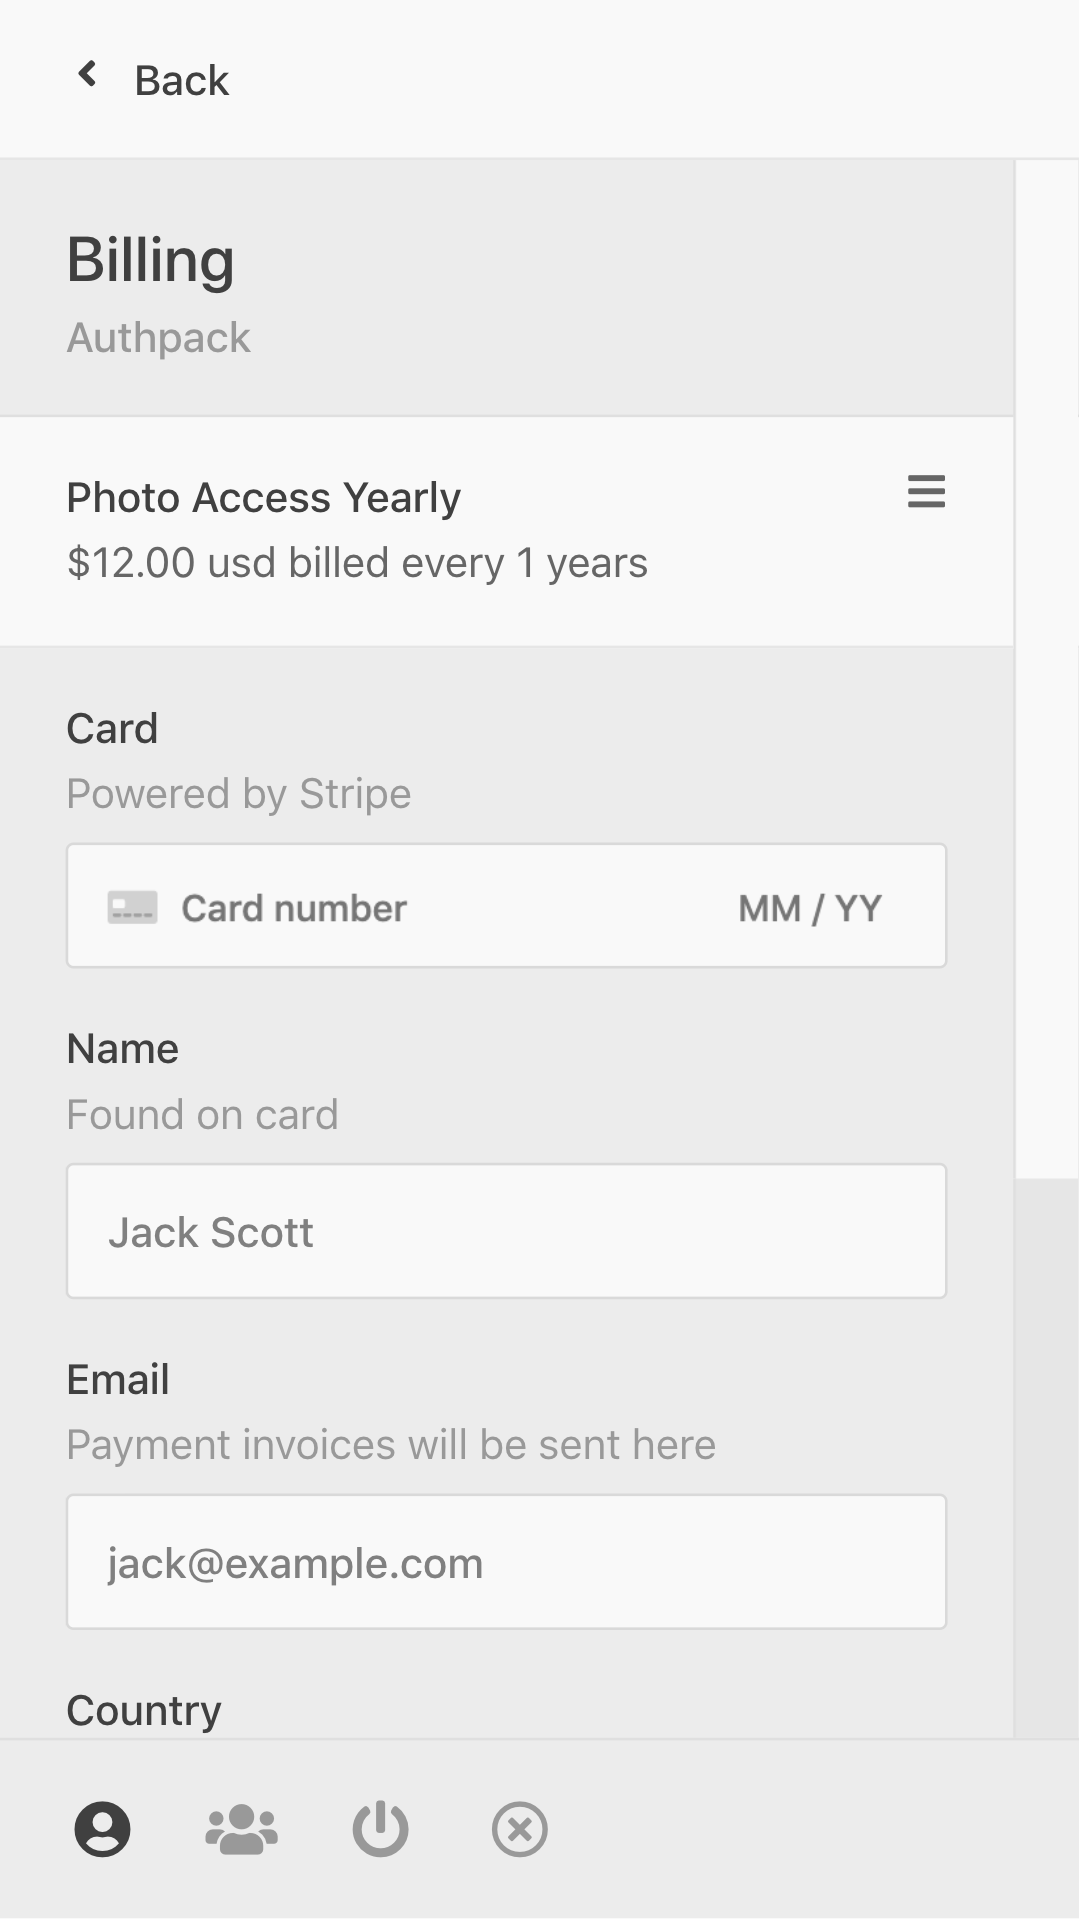 Back
Billing
Authpack
Photo Access Yearly
$12.00 usd billed every 1 years
Card
Powered by Stripe
Card number MM / YY
Name
Found on card
Jack Scott
Email
Payment invoices will be sent here
jack@example.com
Country